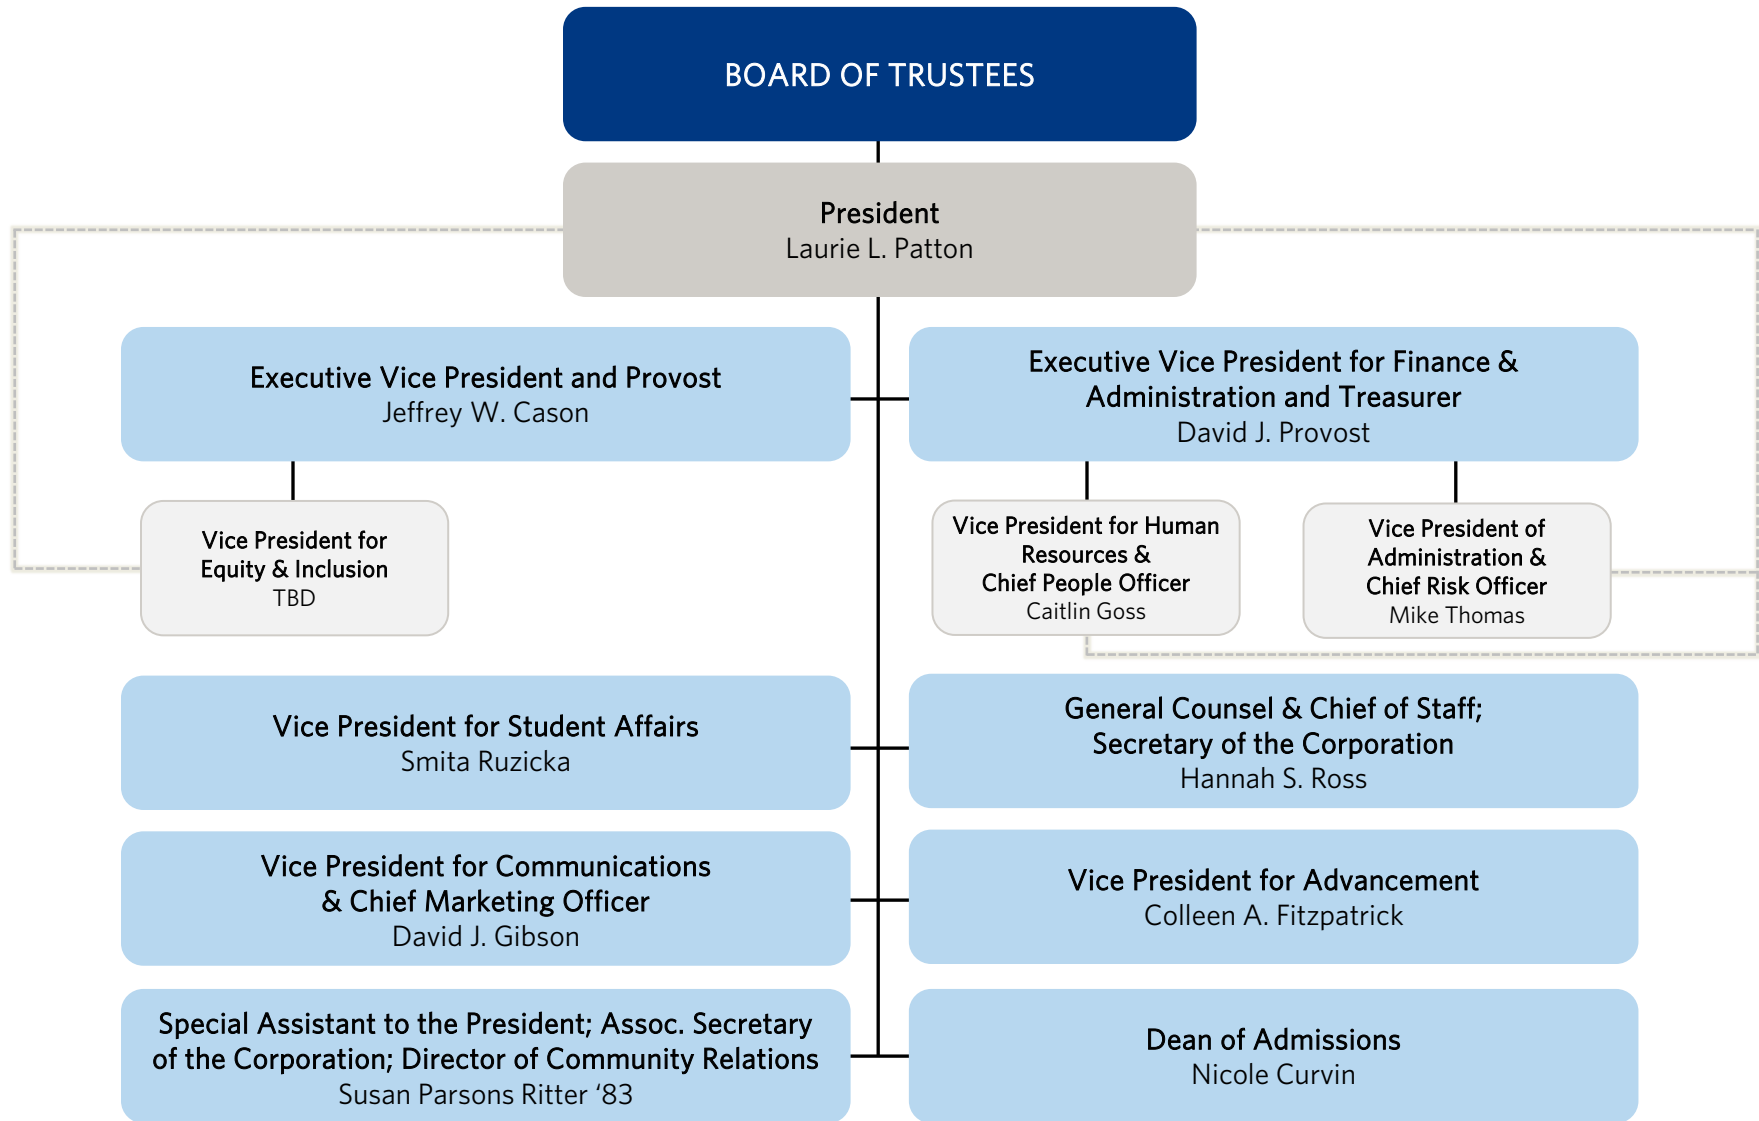 BOARD OF TRUSTEES
President
Laurie L. Patton
Executive Vice President and Provost
Jeffrey W. Cason
Executive Vice President for Finance &
Administration and Treasurer
David J. Provost
Vice President for
Equity & Inclusion
TBD
Vice President for Human
Resources &
Chief People Officer
Caitlin Goss
Vice President of
Administration &
Chief Risk Officer
Mike Thomas
Vice President for Student Affairs
Smita Ruzicka
General Counsel & Chief of Staff;
Secretary of the Corporation
Hannah S. Ross
Vice President for Communications
& Chief Marketing Officer
David J. Gibson
Vice President for Advancement
Colleen A. Fitzpatrick
Special Assistant to the President; Assoc. Secretary
of the Corporation; Director of Community Relations
Susan Parsons Ritter ‘83
Dean of Admissions
Nicole Curvin